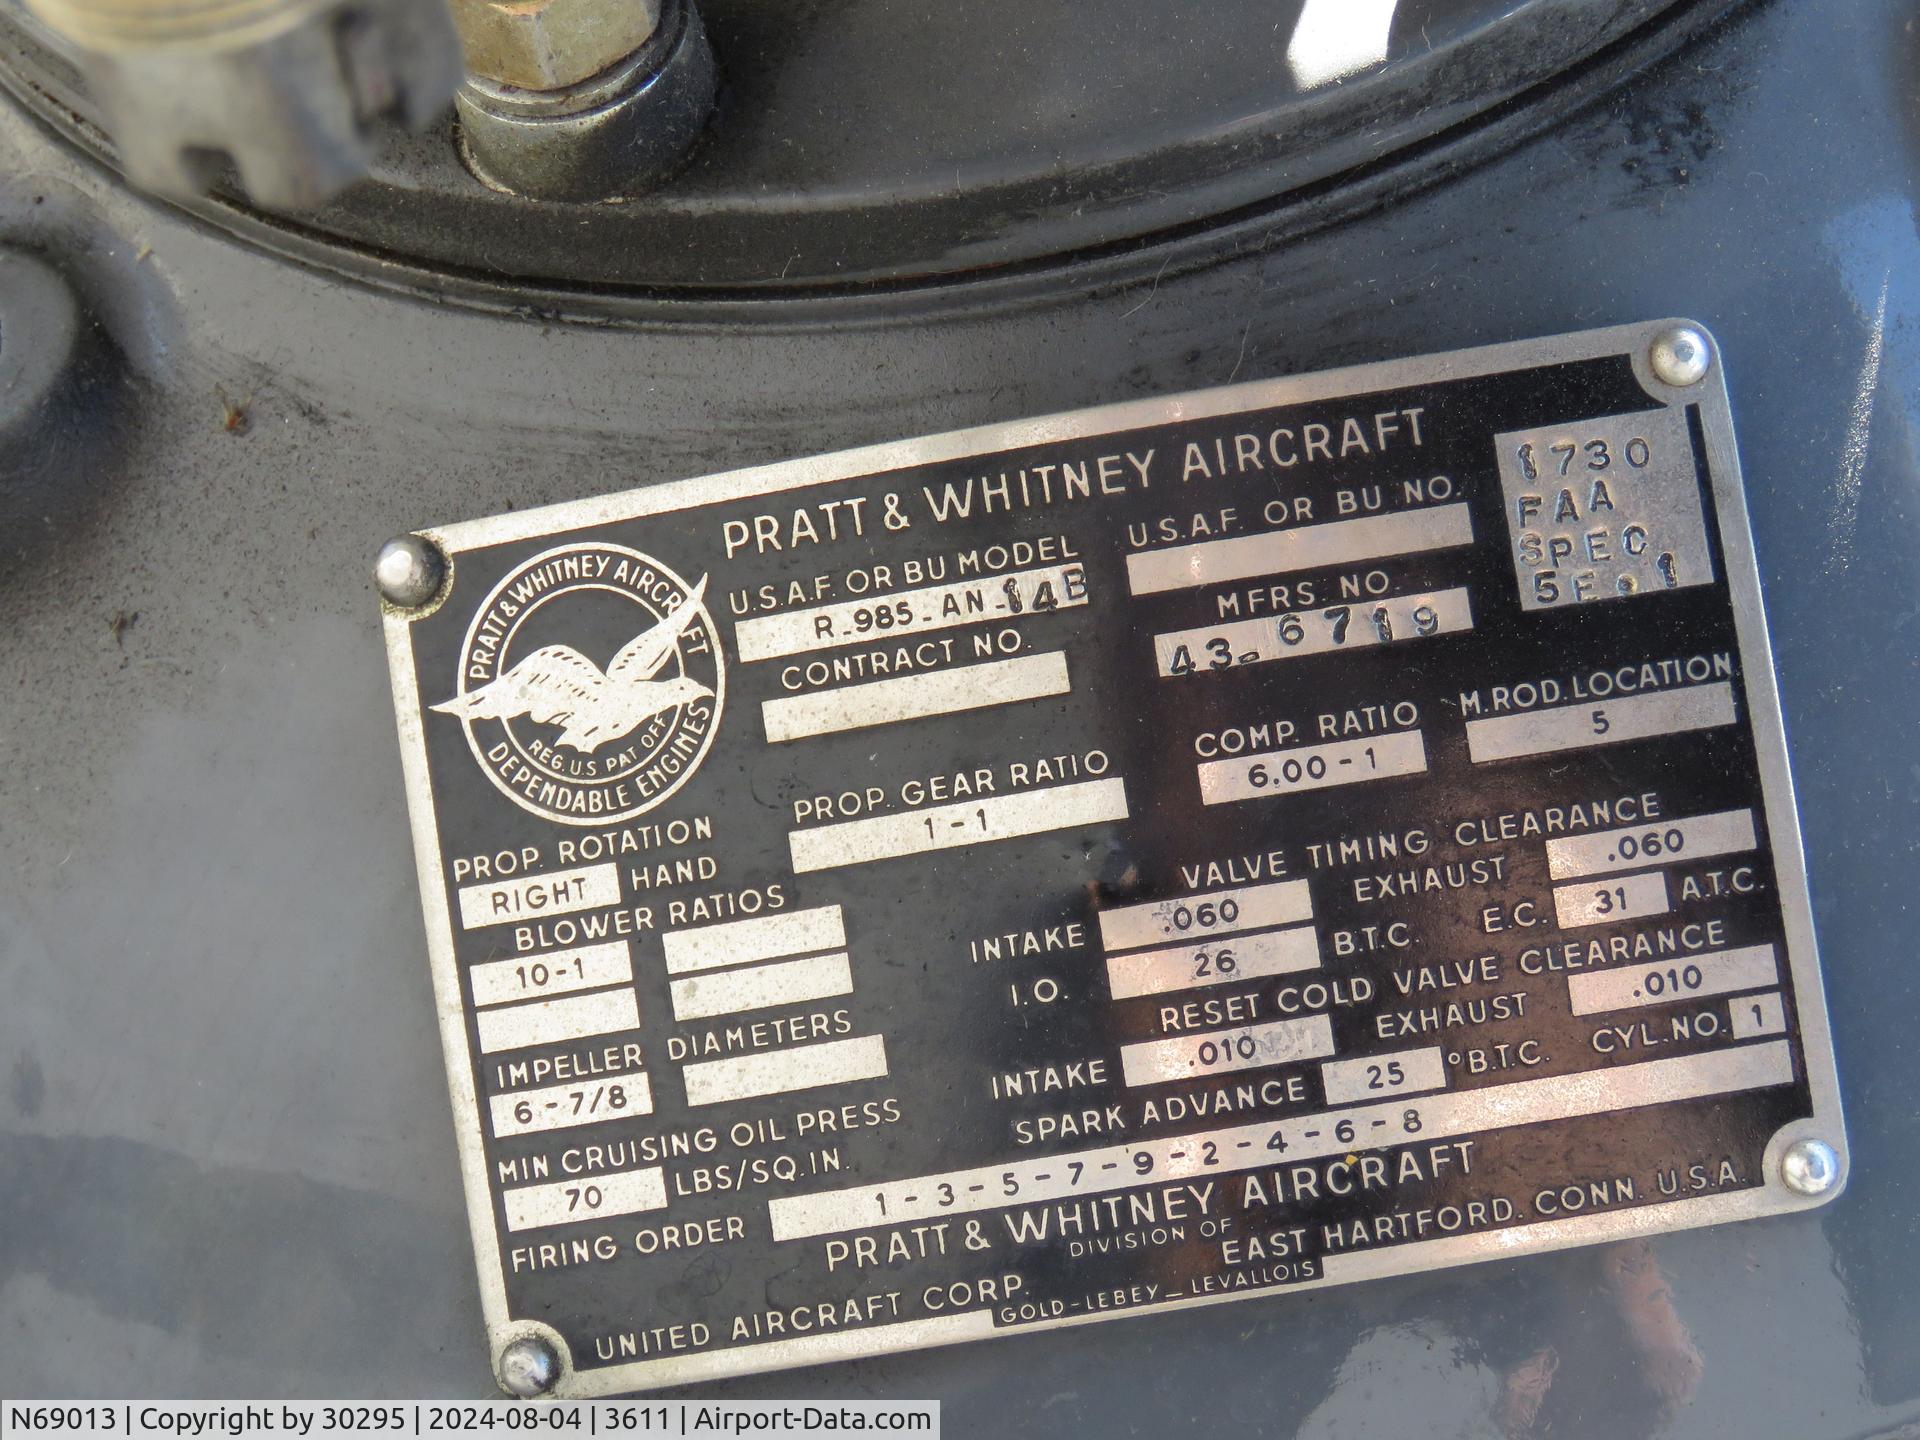 PRATT & WHITNEY AIRCRAFT
1730
FAA
SPEC
5E.1
PRATT & WHITNEY AIRCRAFT
REG. U.S. PAT. OFF.
DEPENDABLE ENGINES
U.S.A.F. OR BU MODEL
R-985-AN-14B
U.S.A.F. OR BU NO.
CONTRACT NO.
MFRS. NO.
43-6719
PROP. GEAR RATIO
1-1
COMP. RATIO
6.00-1
M. ROD. LOCATION
5
PROP. ROTATION
RIGHT HAND
BLOWER RATIOS
10-1
IMPELLER DIAMETERS
6-7/8
MIN CRUISING OIL PRESS
70 LBS/SQ.IN.
VALVE TIMING CLEARANCE
INTAKE .060 EXHAUST .060
I.O. 26 B.T.C. E.C. 31 A.T.C.
RESET COLD VALVE CLEARANCE
INTAKE .010 EXHAUST .010
SPARK ADVANCE 25 °B.T.C. CYL. NO. 1
FIRING ORDER 1-3-5-7-9-2-4-6-8
PRATT & WHITNEY AIRCRAFT
DIVISION OF
UNITED AIRCRAFT CORP. EAST HARTFORD. CONN. U.S.A.
GOLD-LEBEY_LEVALLOIS
N69013 | Copyright by 30295 | 2024-08-04 | 3611 | Airport-Data.com